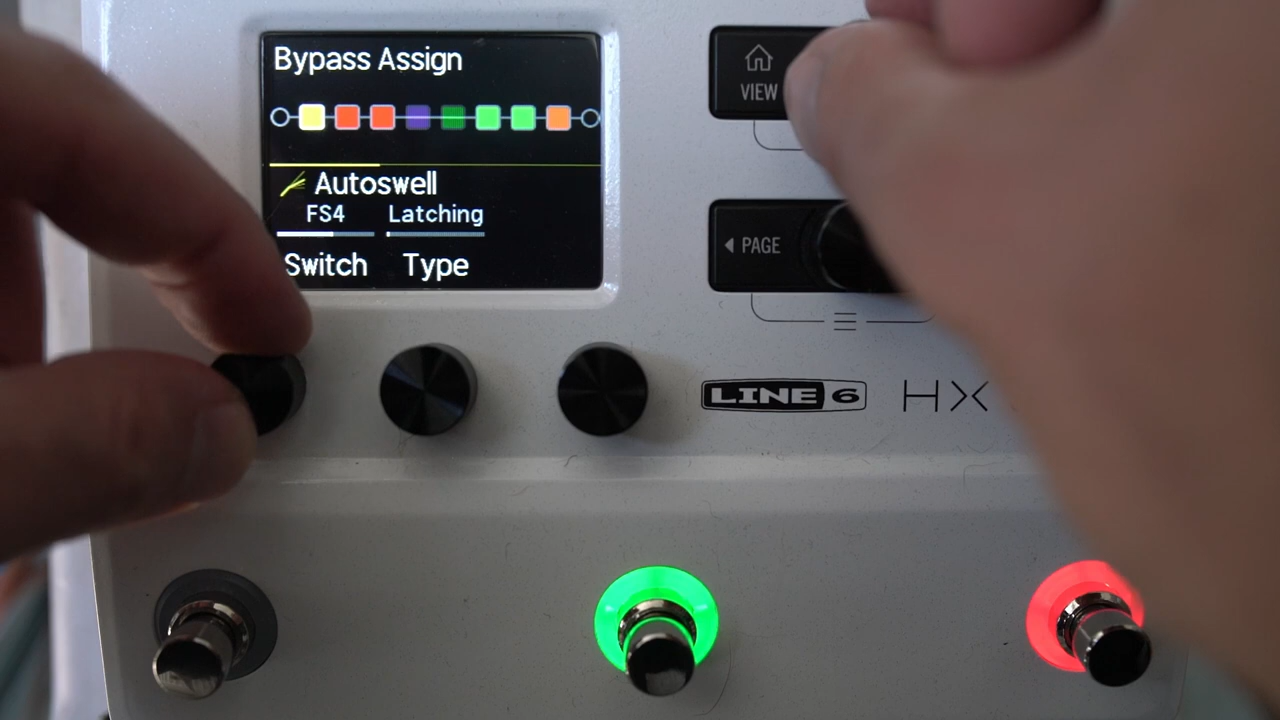 Bypass Assign
Autoswell
FS4 Latching
Switch Type
VIEW
PAGE
LINE 6 HX